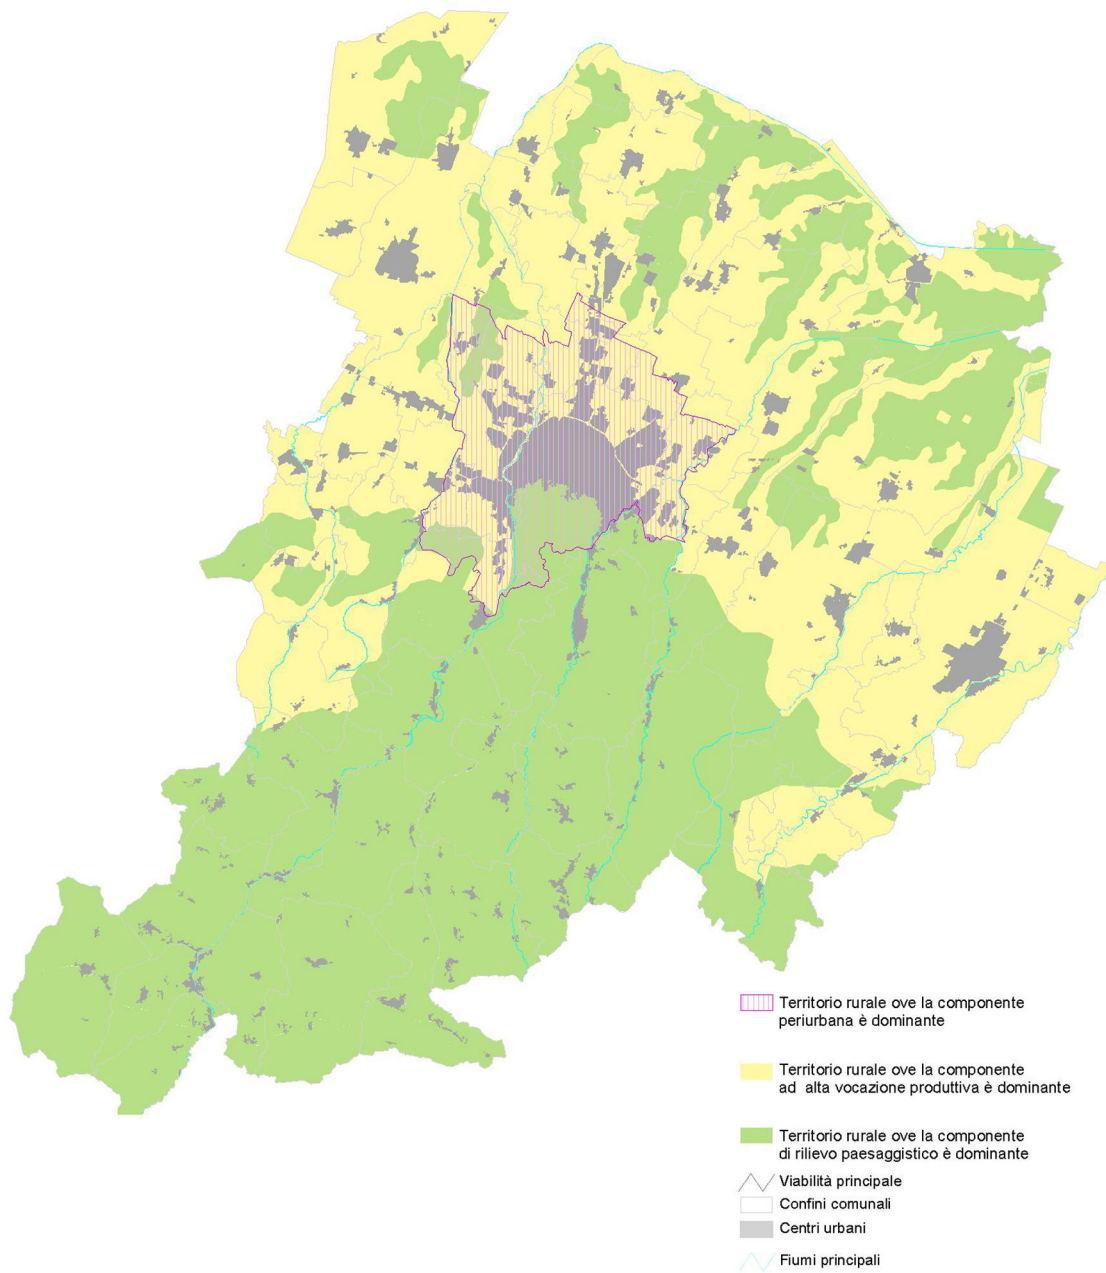 Territorio rurale ove la componente
periurbana è dominante
Territorio rurale ove la componente
ad alta vocazione produttiva è dominante
Territorio rurale ove la componente
di rilievo paesaggistico è dominante
Viabilità principale
Confini comunali
Centri urbani
Fiumi principali